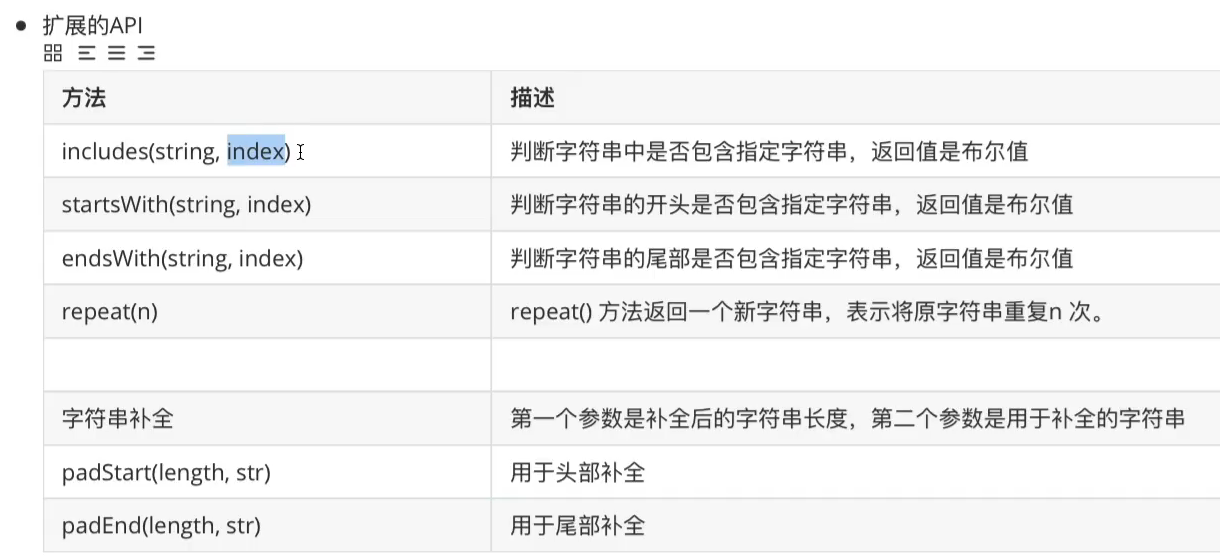 扩展的API
方法 描述
includes(string, index) 判断字符串中是否包含指定字符串，返回值是布尔值
startsWith(string, index) 判断字符串的开头是否包含指定字符串，返回值是布尔值
endsWith(string, index) 判断字符串的尾部是否包含指定字符串，返回值是布尔值
repeat(n) repeat() 方法返回一个新字符串，表示将原字符串重复n 次。
字符串补全 第一个参数是补全后的字符串长度，第二个参数是用于补全的字符串
padStart(length, str) 用于头部补全
padEnd(length, str) 用于尾部补全